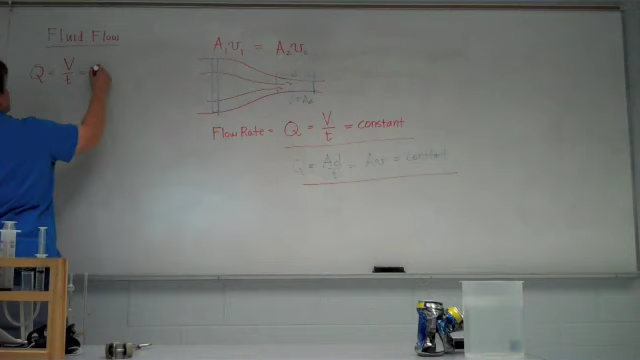 Fluid Flow
Q = V/t =
A₁v₁ = A₂v₂
Flow Rate = Q = V/t = constant
Q = Ad/t = Av = constant